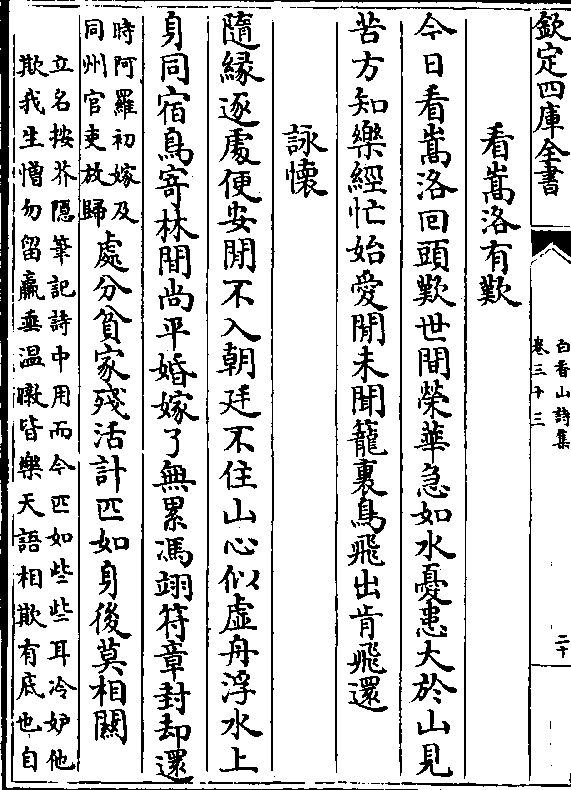 欽定四庫全書
白香山詩集
卷三十三
二十
看嵩洛有歎
今日看嵩洛回頭歎世間榮華急如水憂患大於山見
苦方知樂經忙始愛閒未聞籠裏鳥飛出肯飛還
詠懷
隨縁逐處便安閒不入朝廷不住山心似虛舟浮水上
身同宿鳥寄林間尚平婚嫁了無累馮翊符章封却還
時阿羅初嫁及
同州官吏放歸
處分貧家殘活計匹如身後莫相關
立名按芥隱筆記詩中用而今匹如些些耳冷妒他
欺我生憎勿留贏垂温暾皆樂天語相欺有底也自